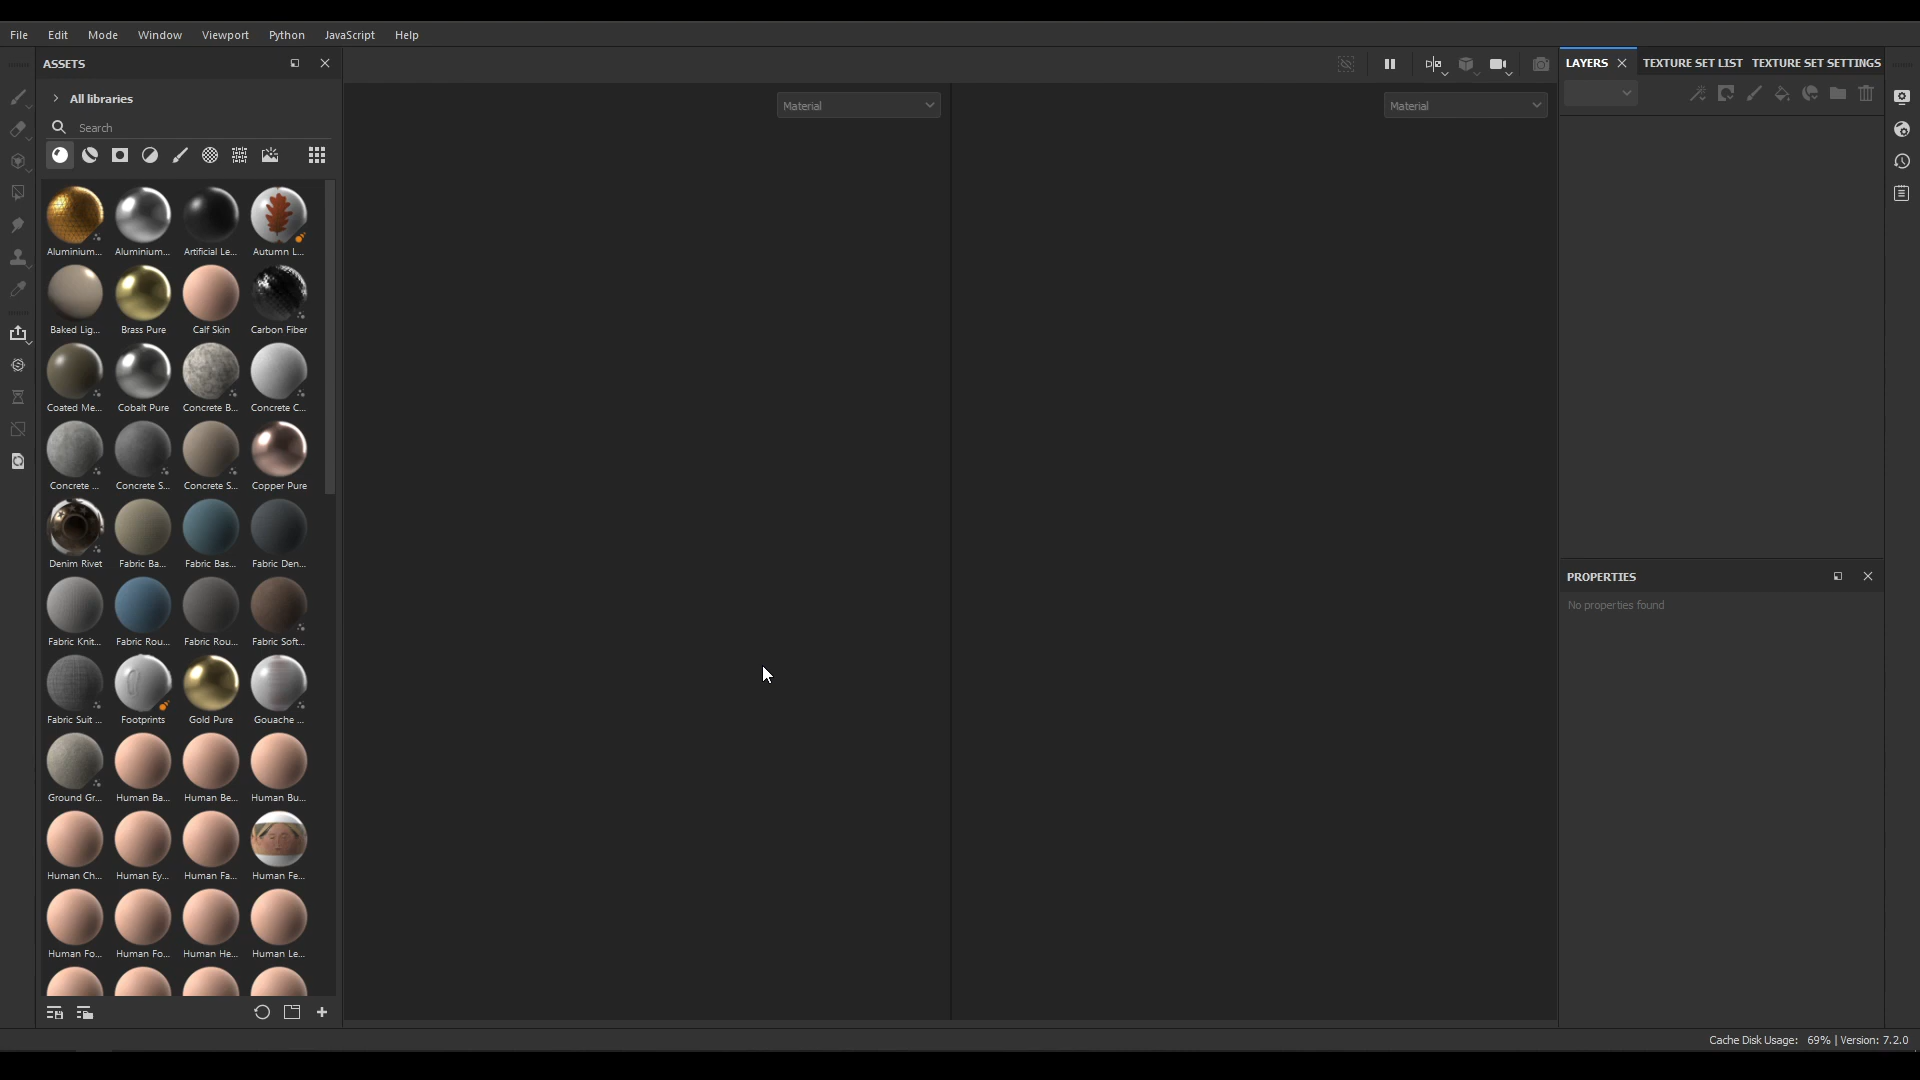 File Edit Mode Window Viewport Python JavaScript Help
ASSETS
All libraries
Search
Aluminium... Aluminium... Artificial Le... Autumn L...
Baked Lig... Brass Pure Calf Skin Carbon Fiber
Coated Me... Cobalt Pure Concrete B... Concrete C...
Concrete ... Concrete S... Concrete S... Copper Pure
Denim Rivet Fabric Ba... Fabric Bas... Fabric Den...
Fabric Knit... Fabric Rou... Fabric Rou... Fabric Soft...
Fabric Suit ... Footprints Gold Pure Gouache ...
Ground Gr... Human Ba... Human Be... Human Bu...
Human Ch... Human Ey... Human Fa... Human Fe...
Human Fo... Human Fo... Human He... Human Le...
Material
Material
LAYERS TEXTURE SET LIST TEXTURE SET SETTINGS
PROPERTIES
No properties found
Cache Disk Usage: 69% | Version: 7.2.0